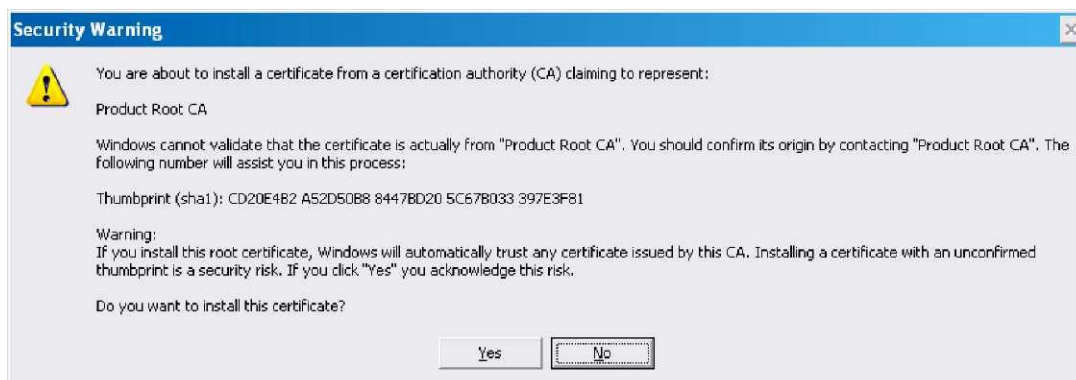 Security Warning
You are about to install a certificate from a certification authority (CA) claiming to represent:
Product Root CA
Windows cannot validate that the certificate is actually from "Product Root CA". You should confirm its origin by contacting "Product Root CA". The
following number will assist you in this process:
Thumbprint (sha1): CD20E4B2 A52D50B8 8447BD20 5C67B033 397E3F81
Warning:
If you install this root certificate, Windows will automatically trust any certificate issued by this CA. Installing a certificate with an unconfirmed
thumbprint is a security risk. If you click "Yes" you acknowledge this risk.
Do you want to install this certificate?
Yes No